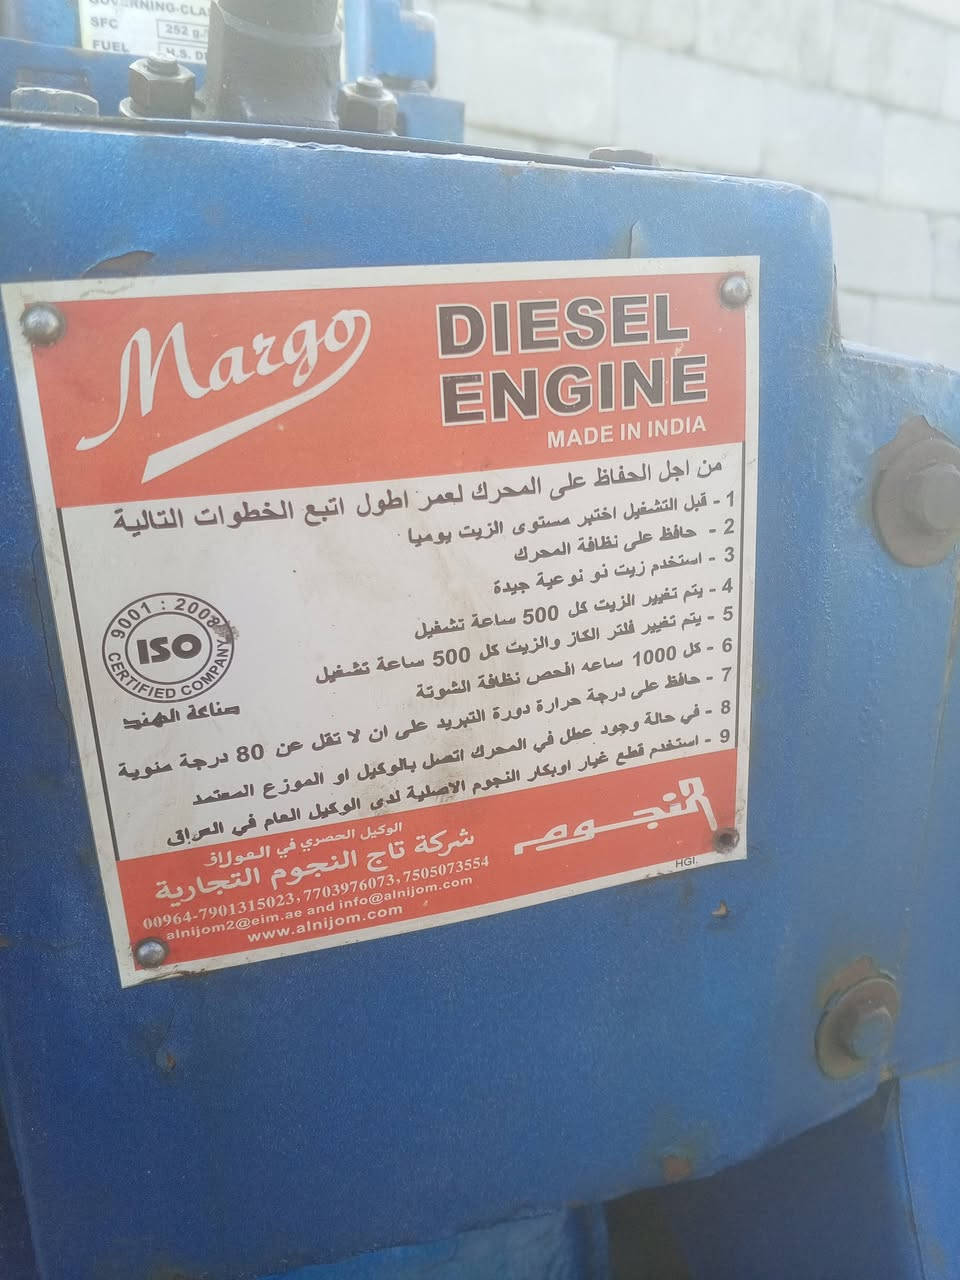 GOVERNING-CLA
SFC 252 g-
FUEL H.S. DI
Margo
DIESEL
ENGINE
MADE IN INDIA
من اجل الحفاظ على المحرك لعمر اطول اتبع الخطوات التالية
1 - قبل التشغيل اختبر مستوى الزيت يوميا
2 - حافظ على نظافة المحرك
3 - استخدم زيت نو نوعية جيدة
4 - يتم تغيير الزيت كل 500 ساعة تشغيل
5 - يتم تغيير فلتر الكاز والزيت كل 500 ساعة تشغيل
6 - كل 1000 ساعه افحص نظافة الشوتة
7 - حافظ على درجة حرارة دورة التبريد على ان لا تقل عن 80 درجة مئوية
8 - في حالة وجود عطل في المحرك اتصل بالوكيل او الموزع المعتمد
9 - استخدم قطع غيار اوبكار النجوم الاصلية لدى الوكيل العام في العراق
9001 : 2008
ISO
CERTIFIED COMPANY
صناعة الهند
النجوم
الوكيل الحصري في العراق
شركة تاج النجوم التجارية
00964-7901315023,7703976073,7505073554
alnijom2@eim.ae and info@alnijom.com
www.alnijom.com
HGI.